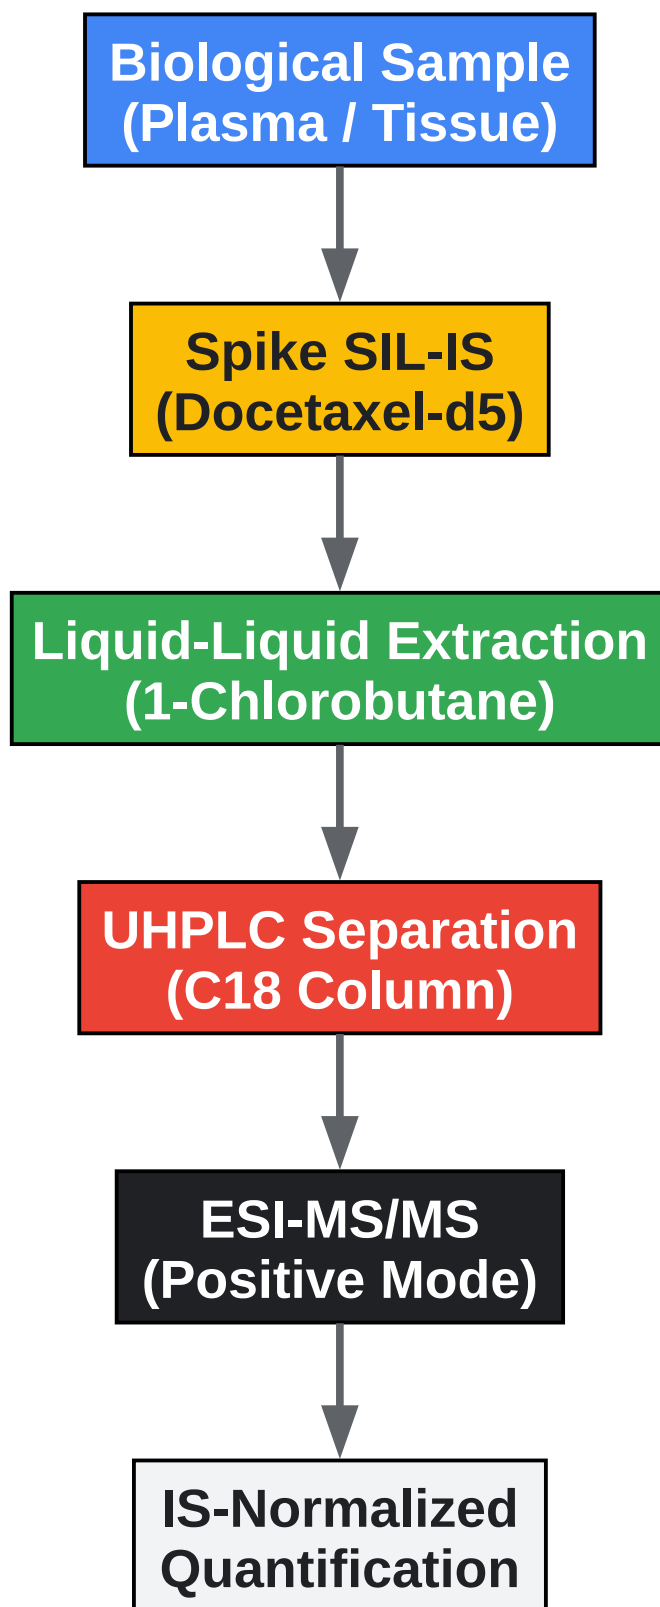 Biological Sample
(Plasma / Tissue)
Spike SIL-IS
(Docetaxel-d5)
Liquid-Liquid Extraction
(1-Chlorobutane)
UHPLC Separation
(C18 Column)
ESI-MS/MS
(Positive Mode)
IS-Normalized
Quantification